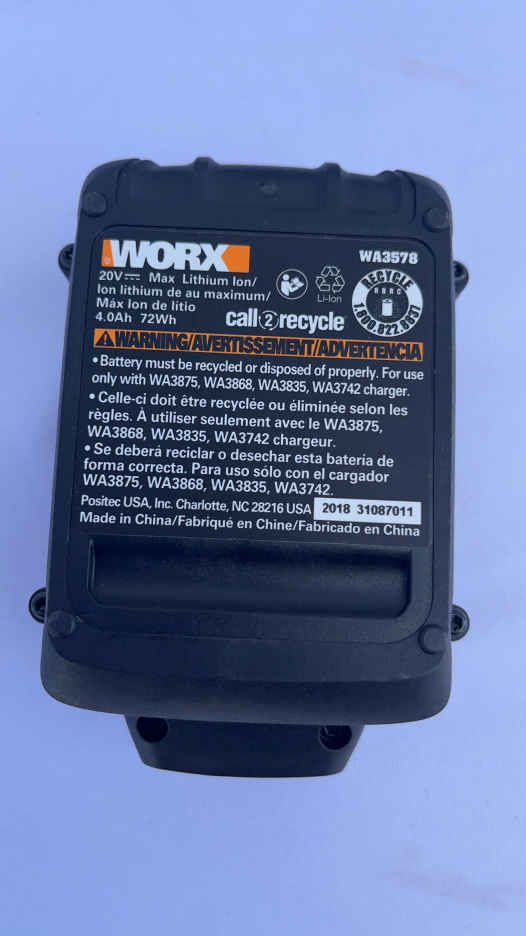 WORX
WA3578
20V Max Lithium Ion/
Ion lithium de au maximum/
Máx Ion de litio
4.0Ah 72Wh
Li-Ion
RECYCLE
RBRC
1.800.822.8837
call2recycle
WARNING/AVERTISSEMENT/ADVERTENCIA
•Battery must be recycled or disposed of properly. For use
only with WA3875, WA3868, WA3835, WA3742 charger.
•Celle-ci doit être recyclée ou éliminée selon les
règles. À utiliser seulement avec le WA3875,
WA3868, WA3835, WA3742 chargeur.
•Se deberá reciclar o desechar esta batería de
forma correcta. Para uso sólo con el cargador
WA3875, WA3868, WA3835, WA3742.
Positec USA, Inc. Charlotte, NC 28216 USA 2018 31087011
Made in China/Fabriqué en Chine/Fabricado en China